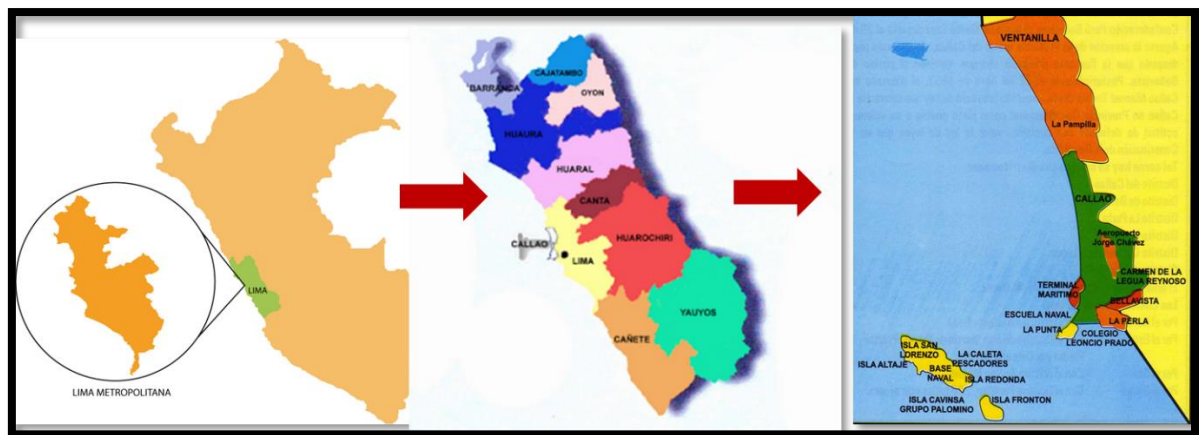 LIMA
LIMA METROPOLITANA
CAJATAMBO
BARRANCA
OYON
HUAURA
HUARAL
CANTA
CALLAO
HUAROCHIRI
LIMA
YAUYOS
CAÑETE
VENTANILLA
La Pampilla
CALLAO
Aeropuerto
Jorge Chávez
CARMEN DE LA
LEGUA REYNOSO
TERMINAL
MARITIMO
BELLAVISTA
ESCUELA NAVAL
LA PERLA
LA PUNTA
COLEGIO
LEONCIO PRADO
ISLA SAN
LORENZO
ISLA ALTAJE
LA CALETA
PESCADORES
BASE
NAVAL
ISLA REDONDA
ISLA CAVINSA
GRUPO PALOMINO
ISLA FRONTON